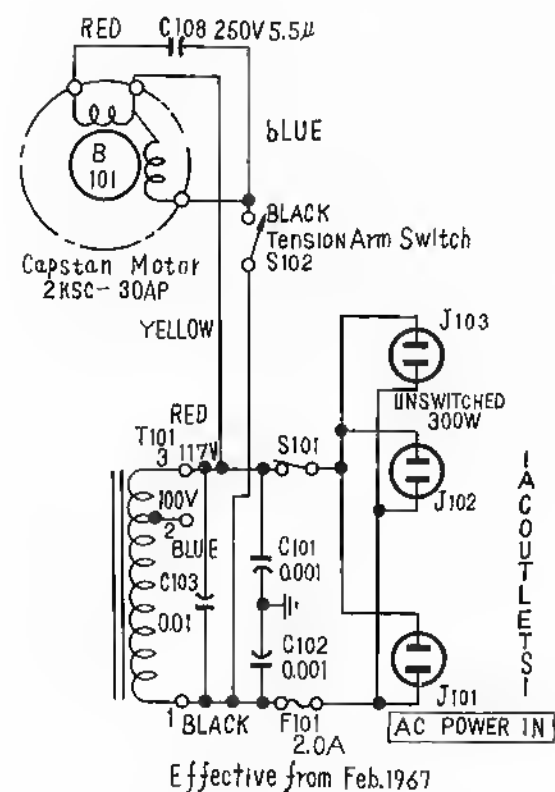 RED C108 250V 5.5μ
bLUE
B
101
BLACK
Tension Arm Switch
S102
Capstan Motor
2KSC-30AP
YELLOW
J103
UNSWITCHED
300W
RED
T101
3 117V
S101
100V
2
BLUE
J102
C101
0.001
C103
0.01
C102
0.001
J101
1 BLACK
F101
2.0A
AC POWER IN
AC OUTLETS
Effective from Feb.1967